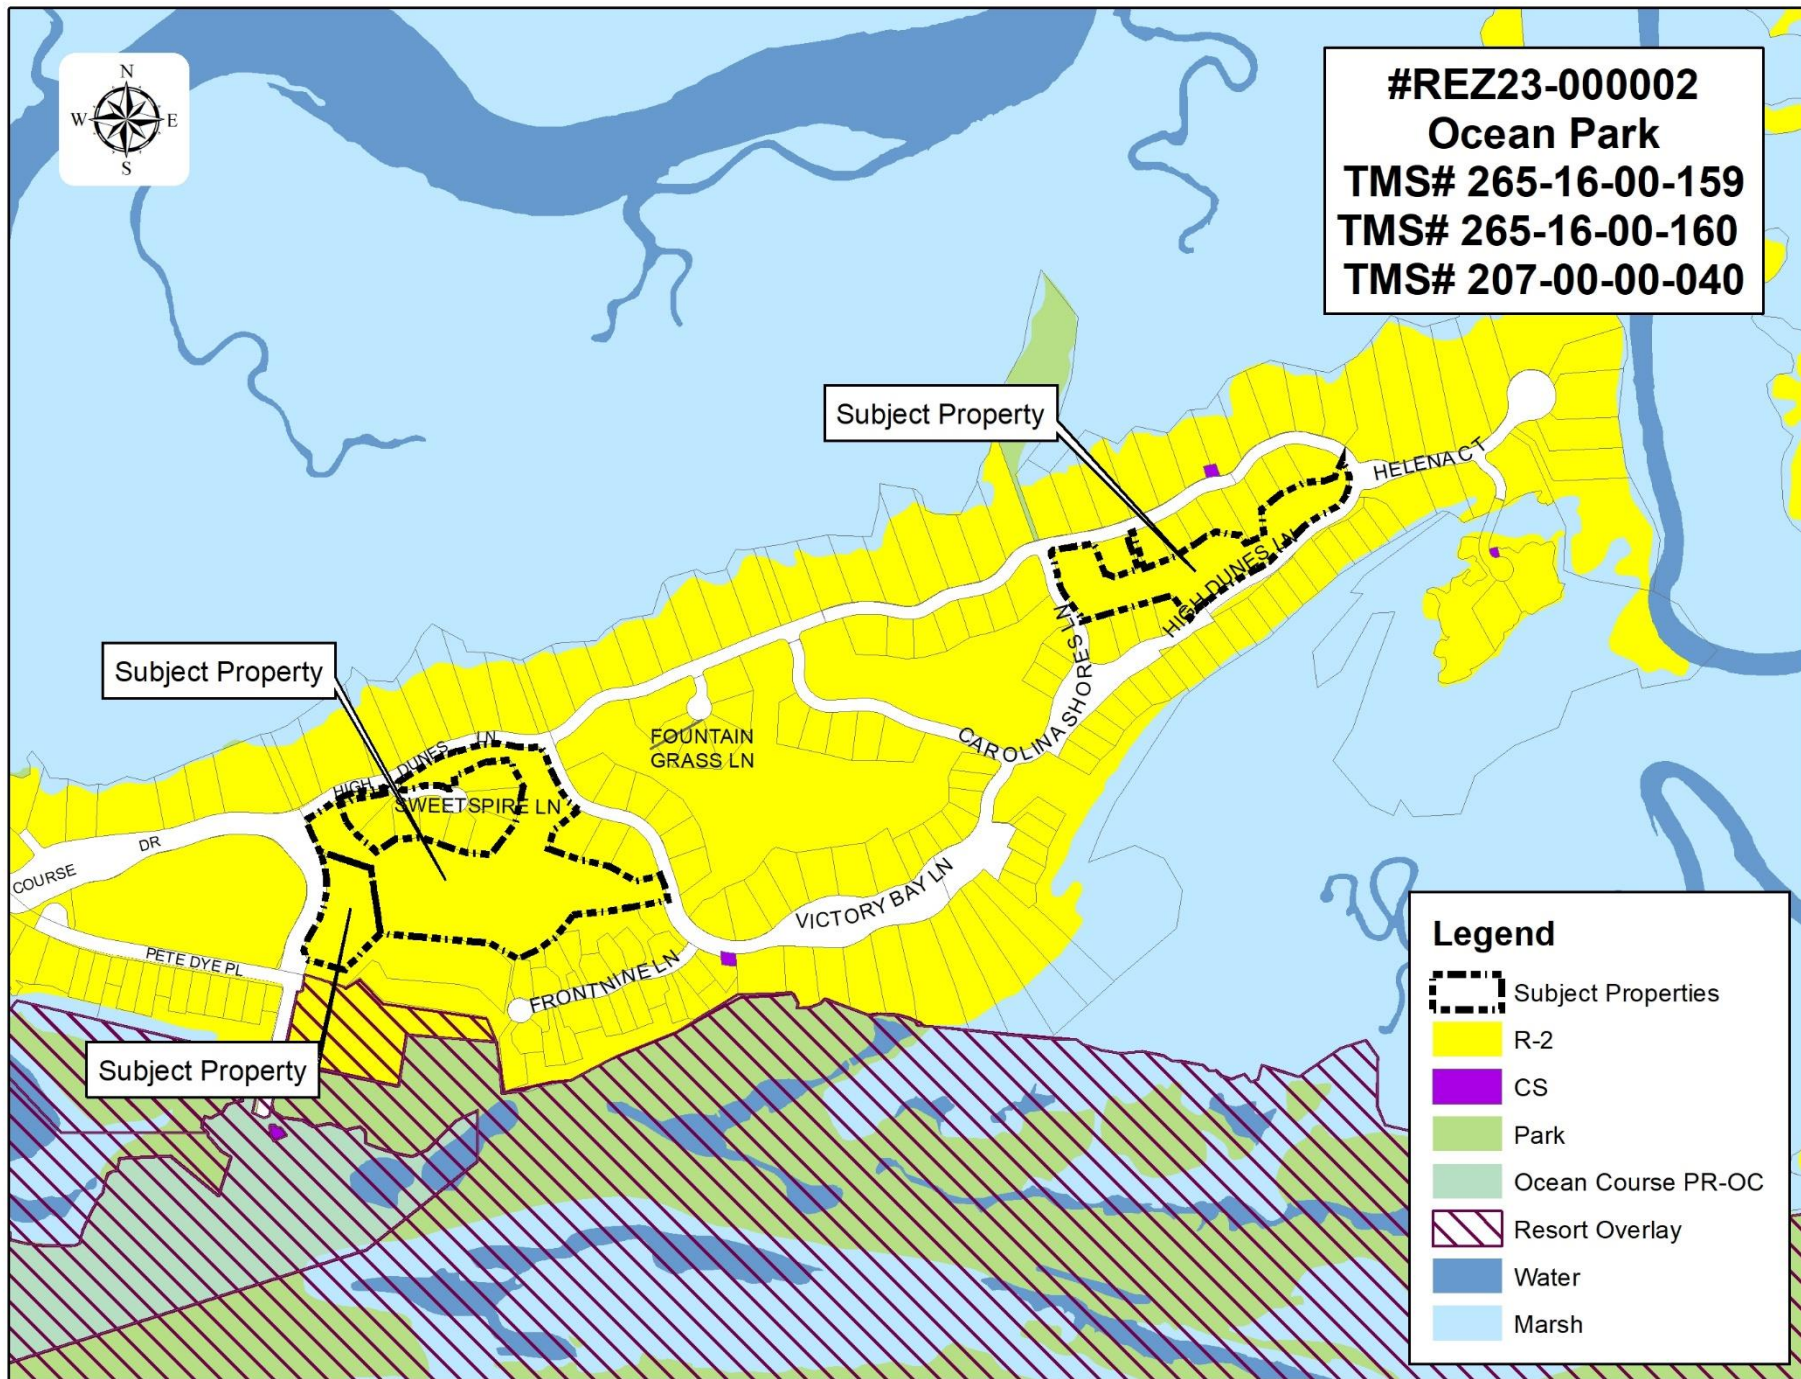 N
W E
S
#REZ23-000002
Ocean Park
TMS# 265-16-00-159
TMS# 265-16-00-160
TMS# 207-00-00-040
Subject Property
HELENA CT
HIGH DUNES LN
CAROLINA SHORES LN
Subject Property
FOUNTAIN
GRASS LN
HIGH DUNES LN
SWEETSPIRE LN
COURSE DR
VICTORY BAY LN
PETE DYE PL
FRONTNINE LN
Subject Property
Legend
Subject Properties
R-2
CS
Park
Ocean Course PR-OC
Resort Overlay
Water
Marsh